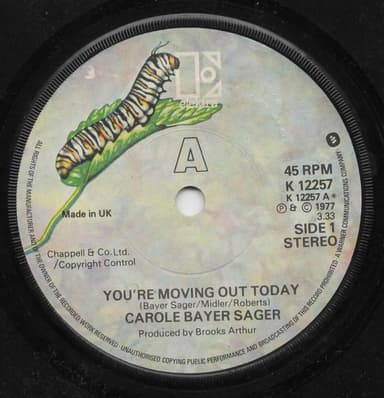 elektra
A
Made in UK
45 RPM
K 12257
K 12257 A
℗ & © 1977
3.33
SIDE 1
STEREO
Chappell & Co. Ltd.
/Copyright Control
YOU'RE MOVING OUT TODAY
(Bayer Sager/Midler/Roberts)
CAROLE BAYER SAGER
Produced by Brooks Arthur
ALL RIGHTS OF THE MANUFACTURER AND OF THE OWNER OF THE RECORDED WORK RESERVED · UNAUTHORISED COPYING PUBLIC PERFORMANCE AND BROADCASTING OF THIS RECORD PROHIBITED · A WARNER COMMUNICATIONS COMPANY.